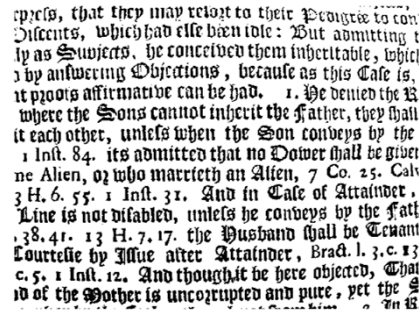 express, that they may resort to their Pedigree to con
Discents, which had else been idle: But admitting t
ly as Subjects, he conceived them inheritable, which
by answering Objections, because as this Case is,
proofs affirmative can be had. 1. He denied the R
where the Sons cannot inherit the Father, they shall
it each other, unless when the Son conveys by the
1 Inst. 84. its admitted that no Dower shall be given
ne Alien, or who marrieth an Alien, 7 Co. 25. Calv
3 H. 6. 55. 1 Inst. 31. And in Case of Attainder,
Line is not disabled, unless he conveys by the Fath
38. 41. 13 H. 7. 17. the Husband shall be Tenant
Courtesie by Issue after Attainder, Bract. l. 3. c. 13
c. 5. 1 Inst. 12. And though it be here objected, That
d of the Mother is uncorrupted and pure, yet the S